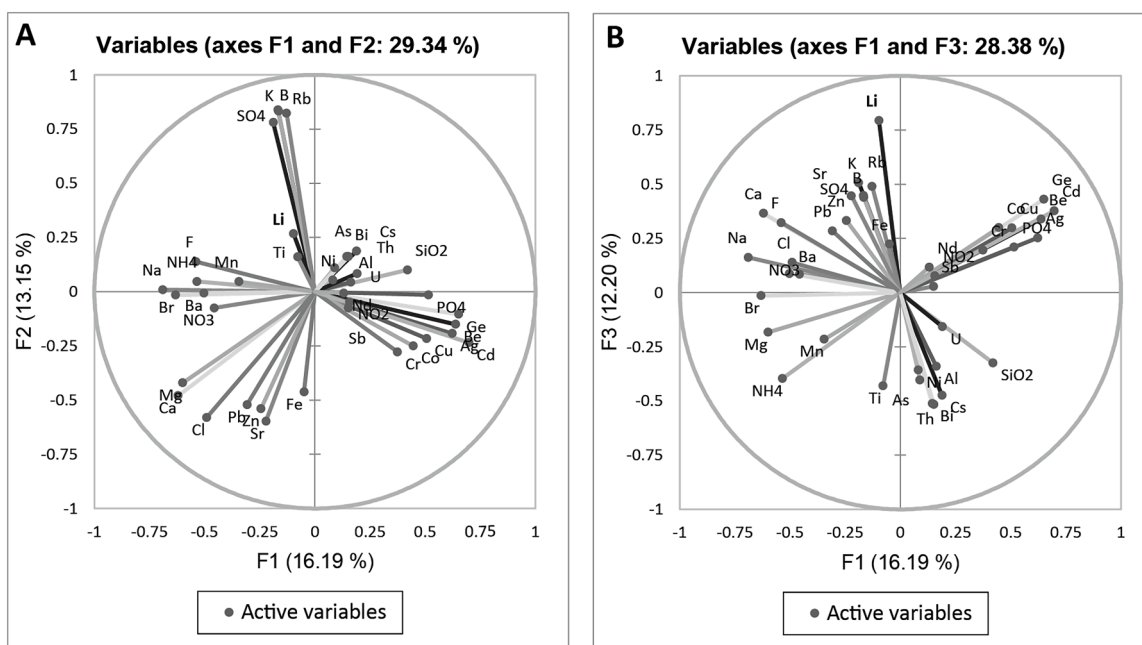 A
Variables (axes F1 and F2: 29.34 %)
F2 (13.15 %)
1
0.75
0.5
0.25
0
-0.25
-0.5
-0.75
-1
K B Rb
SO4
Li
Ti
As Bi Cs
Th
Ni Al
U
SiO2
F
NH4 Mn
Na
Br Ba
NO3
Nd
NO2
PO4
Sb
Ge
Be
Ag
Cd
Cu
Co
Cr
Mg
Ca
Cl
Pb
Zn
Sr
Fe
-1 -0.75 -0.5 -0.25 0 0.25 0.5 0.75 1
F1 (16.19 %)
Active variables
B
Variables (axes F1 and F3: 28.38 %)
F3 (12.20 %)
1
0.75
0.5
0.25
0
-0.25
-0.5
-0.75
-1
Li
K Rb
Sr B
SO4
Zn
Pb
Fe
Ca
F
Na
Cl
Ba
NO3
Br
Mg
Mn
NH4
Ge
Cd
Be
Co Cu
Ag
Cr PO4
Nd
NO2
Sb
U
SiO2
Ti
As
Ni Al
Th Bi Cs
-1 -0.75 -0.5 -0.25 0 0.25 0.5 0.75 1
F1 (16.19 %)
Active variables